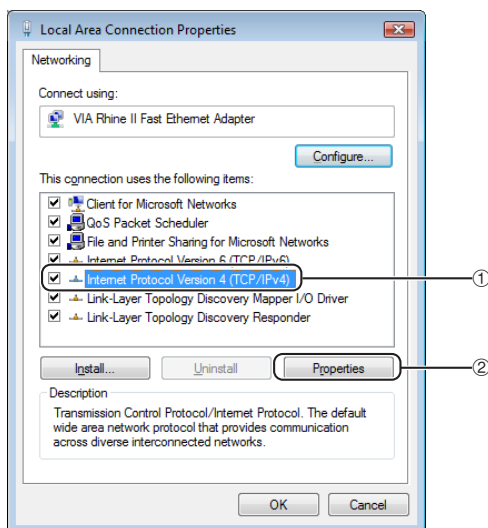 Local Area Connection Properties
Networking
Connect using:
VIA Rhine II Fast Ethernet Adapter
Configure...
This connection uses the following items:
Client for Microsoft Networks
QoS Packet Scheduler
File and Printer Sharing for Microsoft Networks
Internet Protocol Version 6 (TCP/IPv6)
Internet Protocol Version 4 (TCP/IPv4)
①
Link-Layer Topology Discovery Mapper I/O Driver
Link-Layer Topology Discovery Responder
Install...
Uninstall
Properties
②
Description
Transmission Control Protocol/Internet Protocol. The default
wide area network protocol that provides communication
across diverse interconnected networks.
OK
Cancel